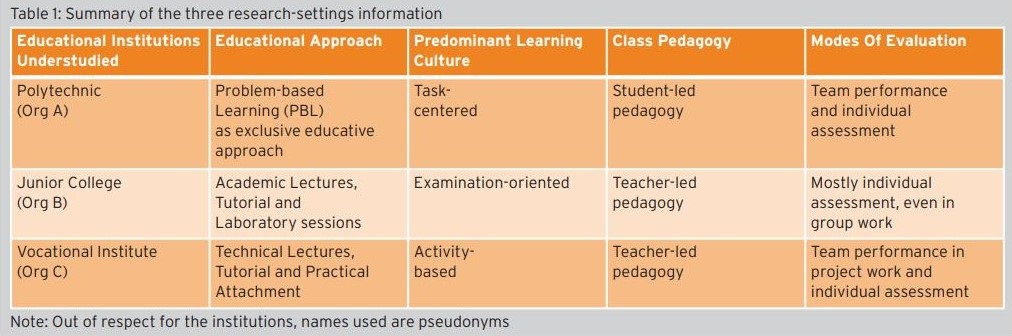 Table 1: Summary of the three research-settings information
Educational Institutions Understudied
Educational Approach
Predominant Learning Culture
Class Pedagogy
Modes Of Evaluation
Polytechnic
(Org A)
Problem-based
Learning (PBL)
as exclusive educative
approach
Task-
centered
Student-led
pedagogy
Team performance
and individual
assessment
Junior College
(Org B)
Academic Lectures,
Tutorial and
Laboratory sessions
Examination-oriented
Teacher-led
pedagogy
Mostly individual
assessment, even in
group work
Vocational Institute
(Org C)
Technical Lectures,
Tutorial and Practical
Attachment
Activity-
based
Teacher-led
pedagogy
Team performance in
project work and
individual assessment
Note: Out of respect for the institutions, names used are pseudonyms